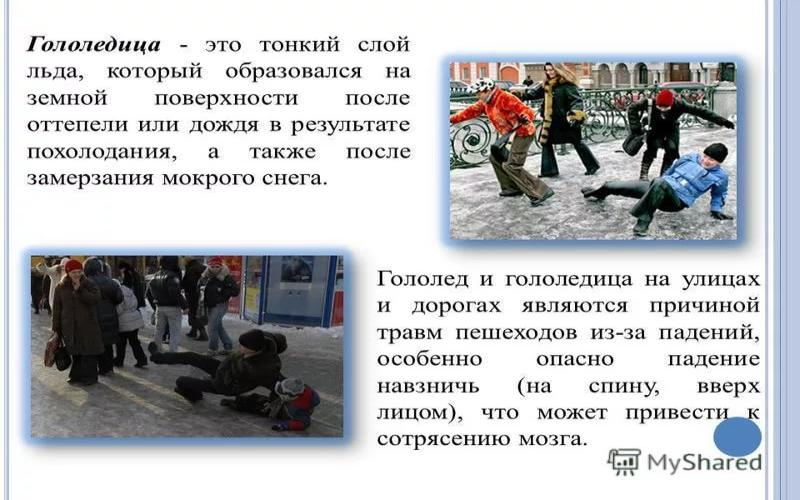 Гололедица - это тонкий слой
льда, который образовался на
земной поверхности после
оттепели или дождя в результате
похолодания, а также после
замерзания мокрого снега.
Гололед и гололедица на улицах
и дорогах являются причиной
травм пешеходов из-за падений,
особенно опасно падение
навзничь (на спину, вверх
лицом), что может привести к
сотрясению мозга.
MyShared